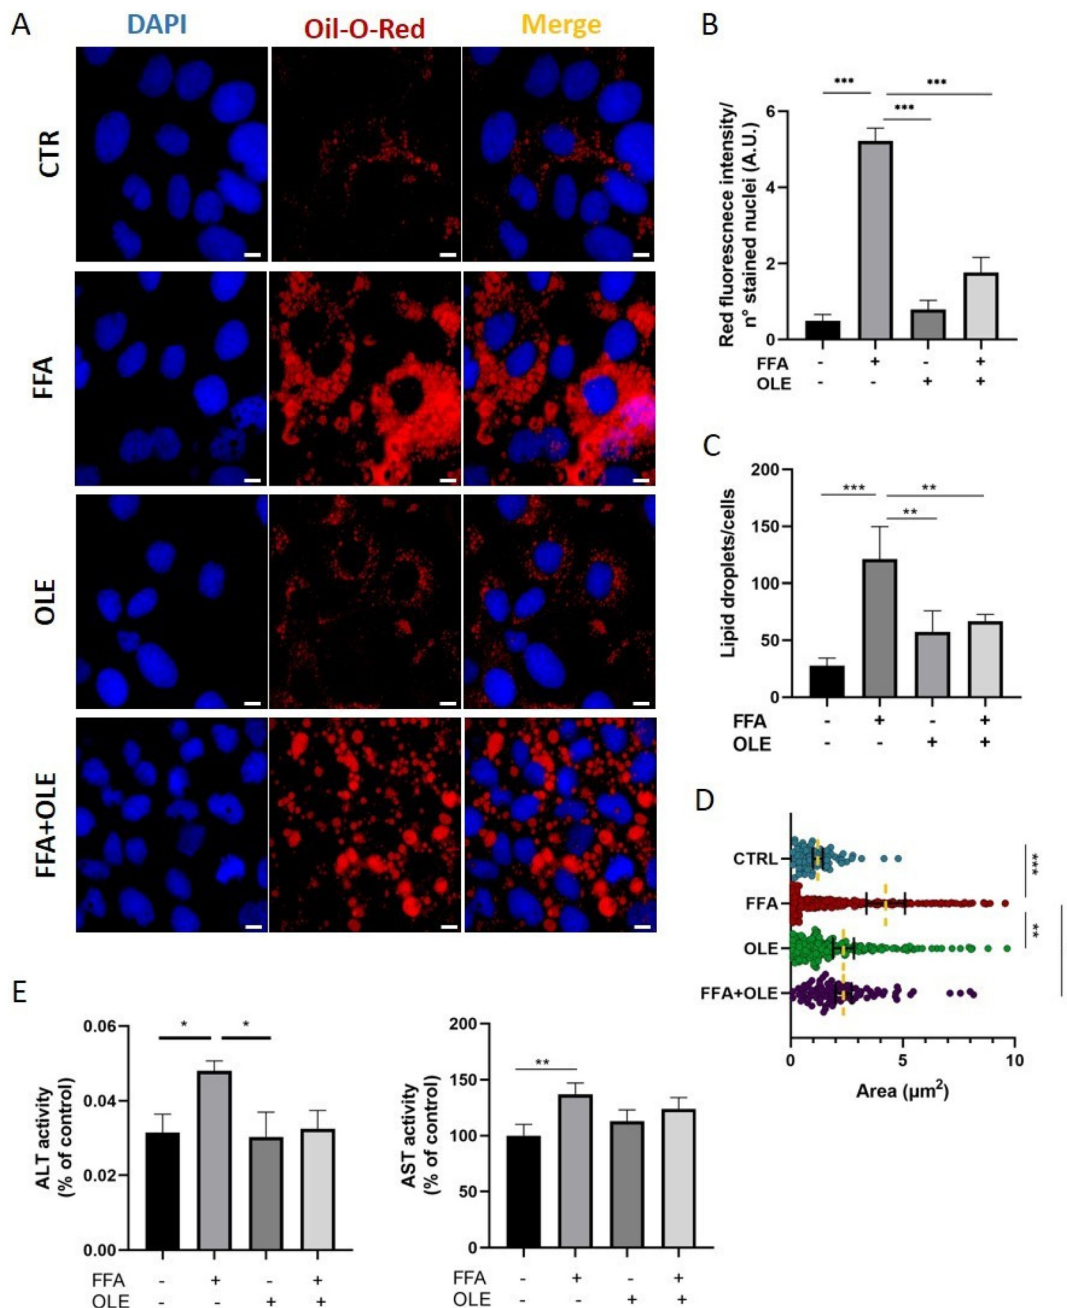 A
DAPI
Oil-O-Red
Merge
CTR
FFA
OLE
FFA+OLE
B
Red fluorescnece intensity/
n° stained nuclei (A.U.)
6
4
2
0
***
***
***
FFA - + - +
OLE - - + +
C
Lipid droplets/cells
200
150
100
50
0
***
**
**
FFA - + - +
OLE - - + +
D
CTRL
FFA
OLE
FFA+OLE
***
**
0 5 10
Area (µm²)
E
ALT activity
(% of control)
0.06
0.04
0.02
0.00
* *
FFA - + - +
OLE - - + +
AST activity
(% of control)
200
150
100
50
0
**
FFA - + - +
OLE - - + +